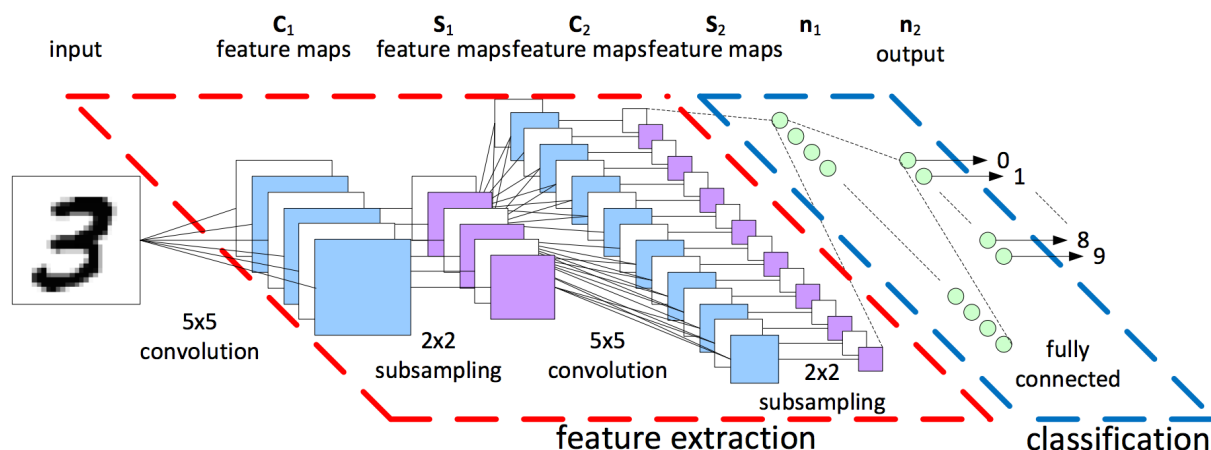 input
C₁
feature maps
S₁
feature maps
C₂
feature maps
S₂
feature maps
n₁
n₂
output
3
0
1
8
9
5x5
convolution
2x2
subsampling
5x5
convolution
2x2
subsampling
fully
connected
feature extraction
classification